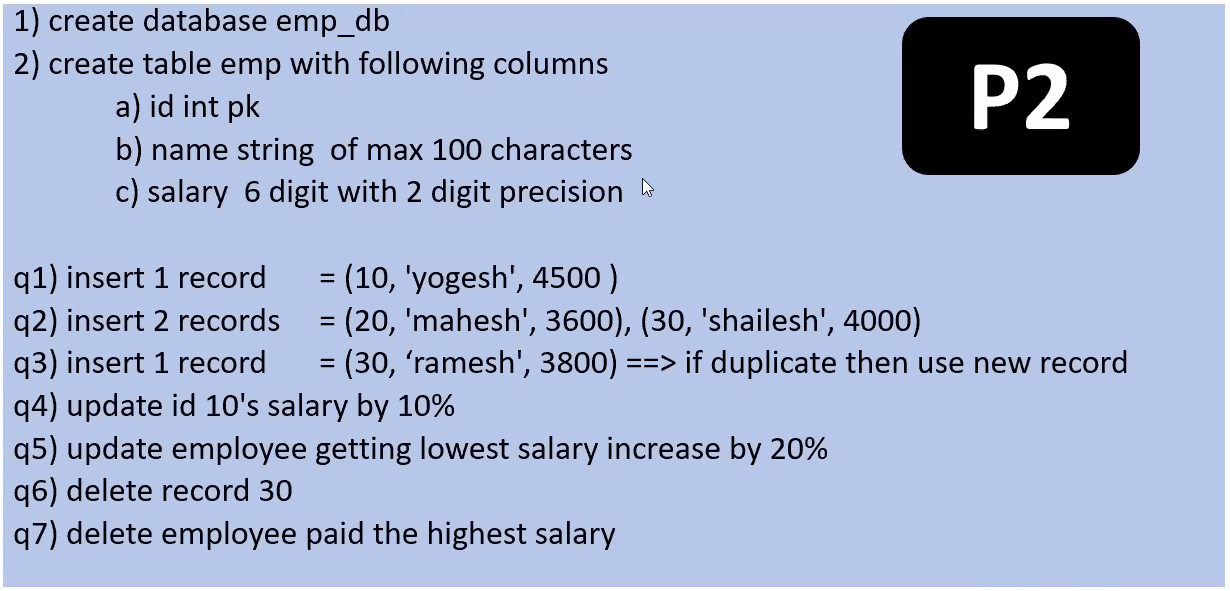 1) create database emp_db
2) create table emp with following columns
a) id int pk
b) name string  of max 100 characters
c) salary  6 digit with 2 digit precision
P2
q1) insert 1 record = (10, 'yogesh', 4500 )
q2) insert 2 records = (20, 'mahesh', 3600), (30, 'shailesh', 4000)
q3) insert 1 record = (30, ‘ramesh', 3800) ==> if duplicate then use new record
q4) update id 10's salary by 10%
q5) update employee getting lowest salary increase by 20%
q6) delete record 30
q7) delete employee paid the highest salary